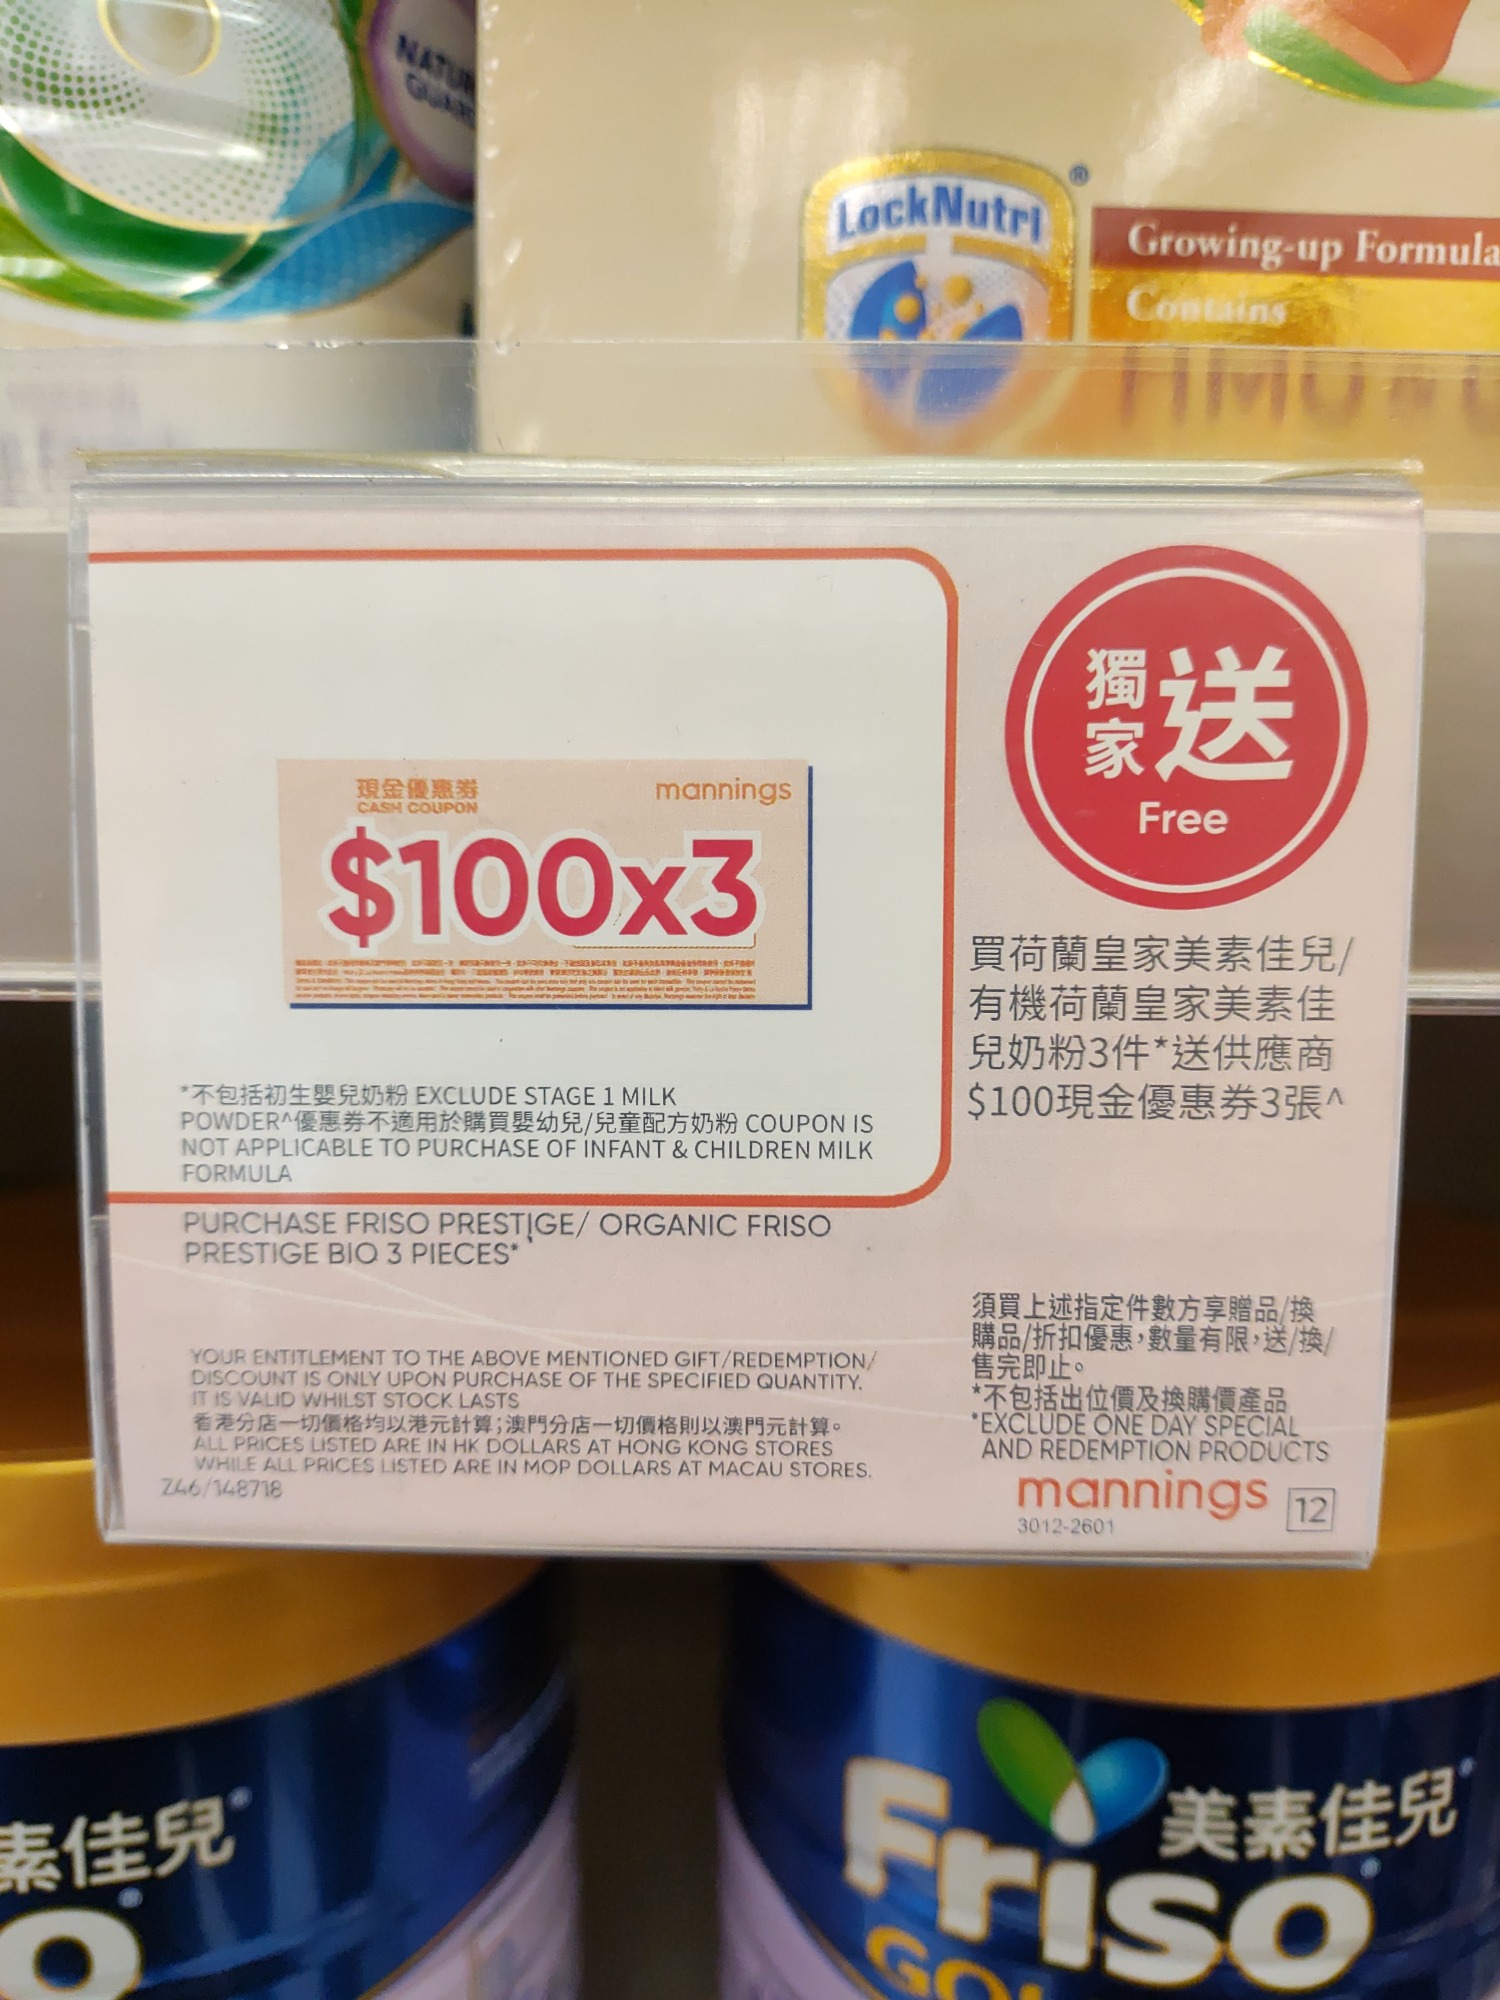 NATUR
GUAR
LockNutri
®
Growing-up Formula
Contains
獨家
送
Free
現金優惠券
mannings
CASH COUPON
$100x3
買荷蘭皇家美素佳兒/
有機荷蘭皇家美素佳
兒奶粉3件*送供應商
$100現金優惠券3張^
*不包括初生嬰兒奶粉 EXCLUDE STAGE 1 MILK
POWDER^優惠券不適用於購買嬰幼兒/兒童配方奶粉 COUPON IS
NOT APPLICABLE TO PURCHASE OF INFANT & CHILDREN MILK
FORMULA
PURCHASE FRISO PRESTIGE/ ORGANIC FRISO
PRESTIGE BIO 3 PIECES*
YOUR ENTITLEMENT TO THE ABOVE MENTIONED GIFT/REDEMPTION/
DISCOUNT IS ONLY UPON PURCHASE OF THE SPECIFIED QUANTITY.
IT IS VALID WHILST STOCK LASTS
香港分店一切價格均以港元計算;澳門分店一切價格則以澳門元計算。
ALL PRICES LISTED ARE IN HK DOLLARS AT HONG KONG STORES
WHILE ALL PRICES LISTED ARE IN MOP DOLLARS AT MACAU STORES.
Z46/148718
須買上述指定件數方享贈品/換
購品/折扣優惠,數量有限,送/換/
售完即止。
*不包括出位價及換購價產品
*EXCLUDE ONE DAY SPECIAL
AND REDEMPTION PRODUCTS
mannings 12
3012-2601
素佳兒®
美素佳兒®
Friso®
GOL